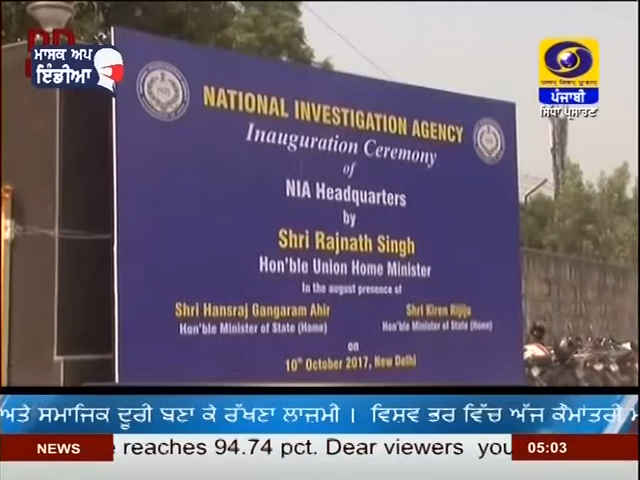 ਮਾਸਕ ਅਪ
ਇੰਡੀਆ
ਪੰਜਾਬੀ
ਸਿੱਧਾ ਪ੍ਰਸਾਰਣ
NATIONAL INVESTIGATION AGENCY
Inauguration Ceremony
of
NIA HEADQUARTERS
by
SHRI RAJNATH SINGH
HON'BLE UNION HOME MINISTER
In the august presence of
SHRI HANSRAJ GANGARAM AHIR
HON'BLE MINISTER OF STATE (HOME)
SHRI KIREN RIJIJU
HON'BLE MINISTER OF STATE (HOME)
on
10th OCTOBER 2017, NEW DELHI
ਅਤੇ ਸਮਾਜਿਕ ਦੂਰੀ ਬਣਾ ਕੇ ਰੱਖਣਾ ਲਾਜ਼ਮੀ । ਵਿਸ਼ਵ ਭਰ ਵਿੱਚ ਅੱਜ ਕੌਮਾਂਤਰੀ
NEWS
reaches 94.74 pct. Dear viewers, you
05:03